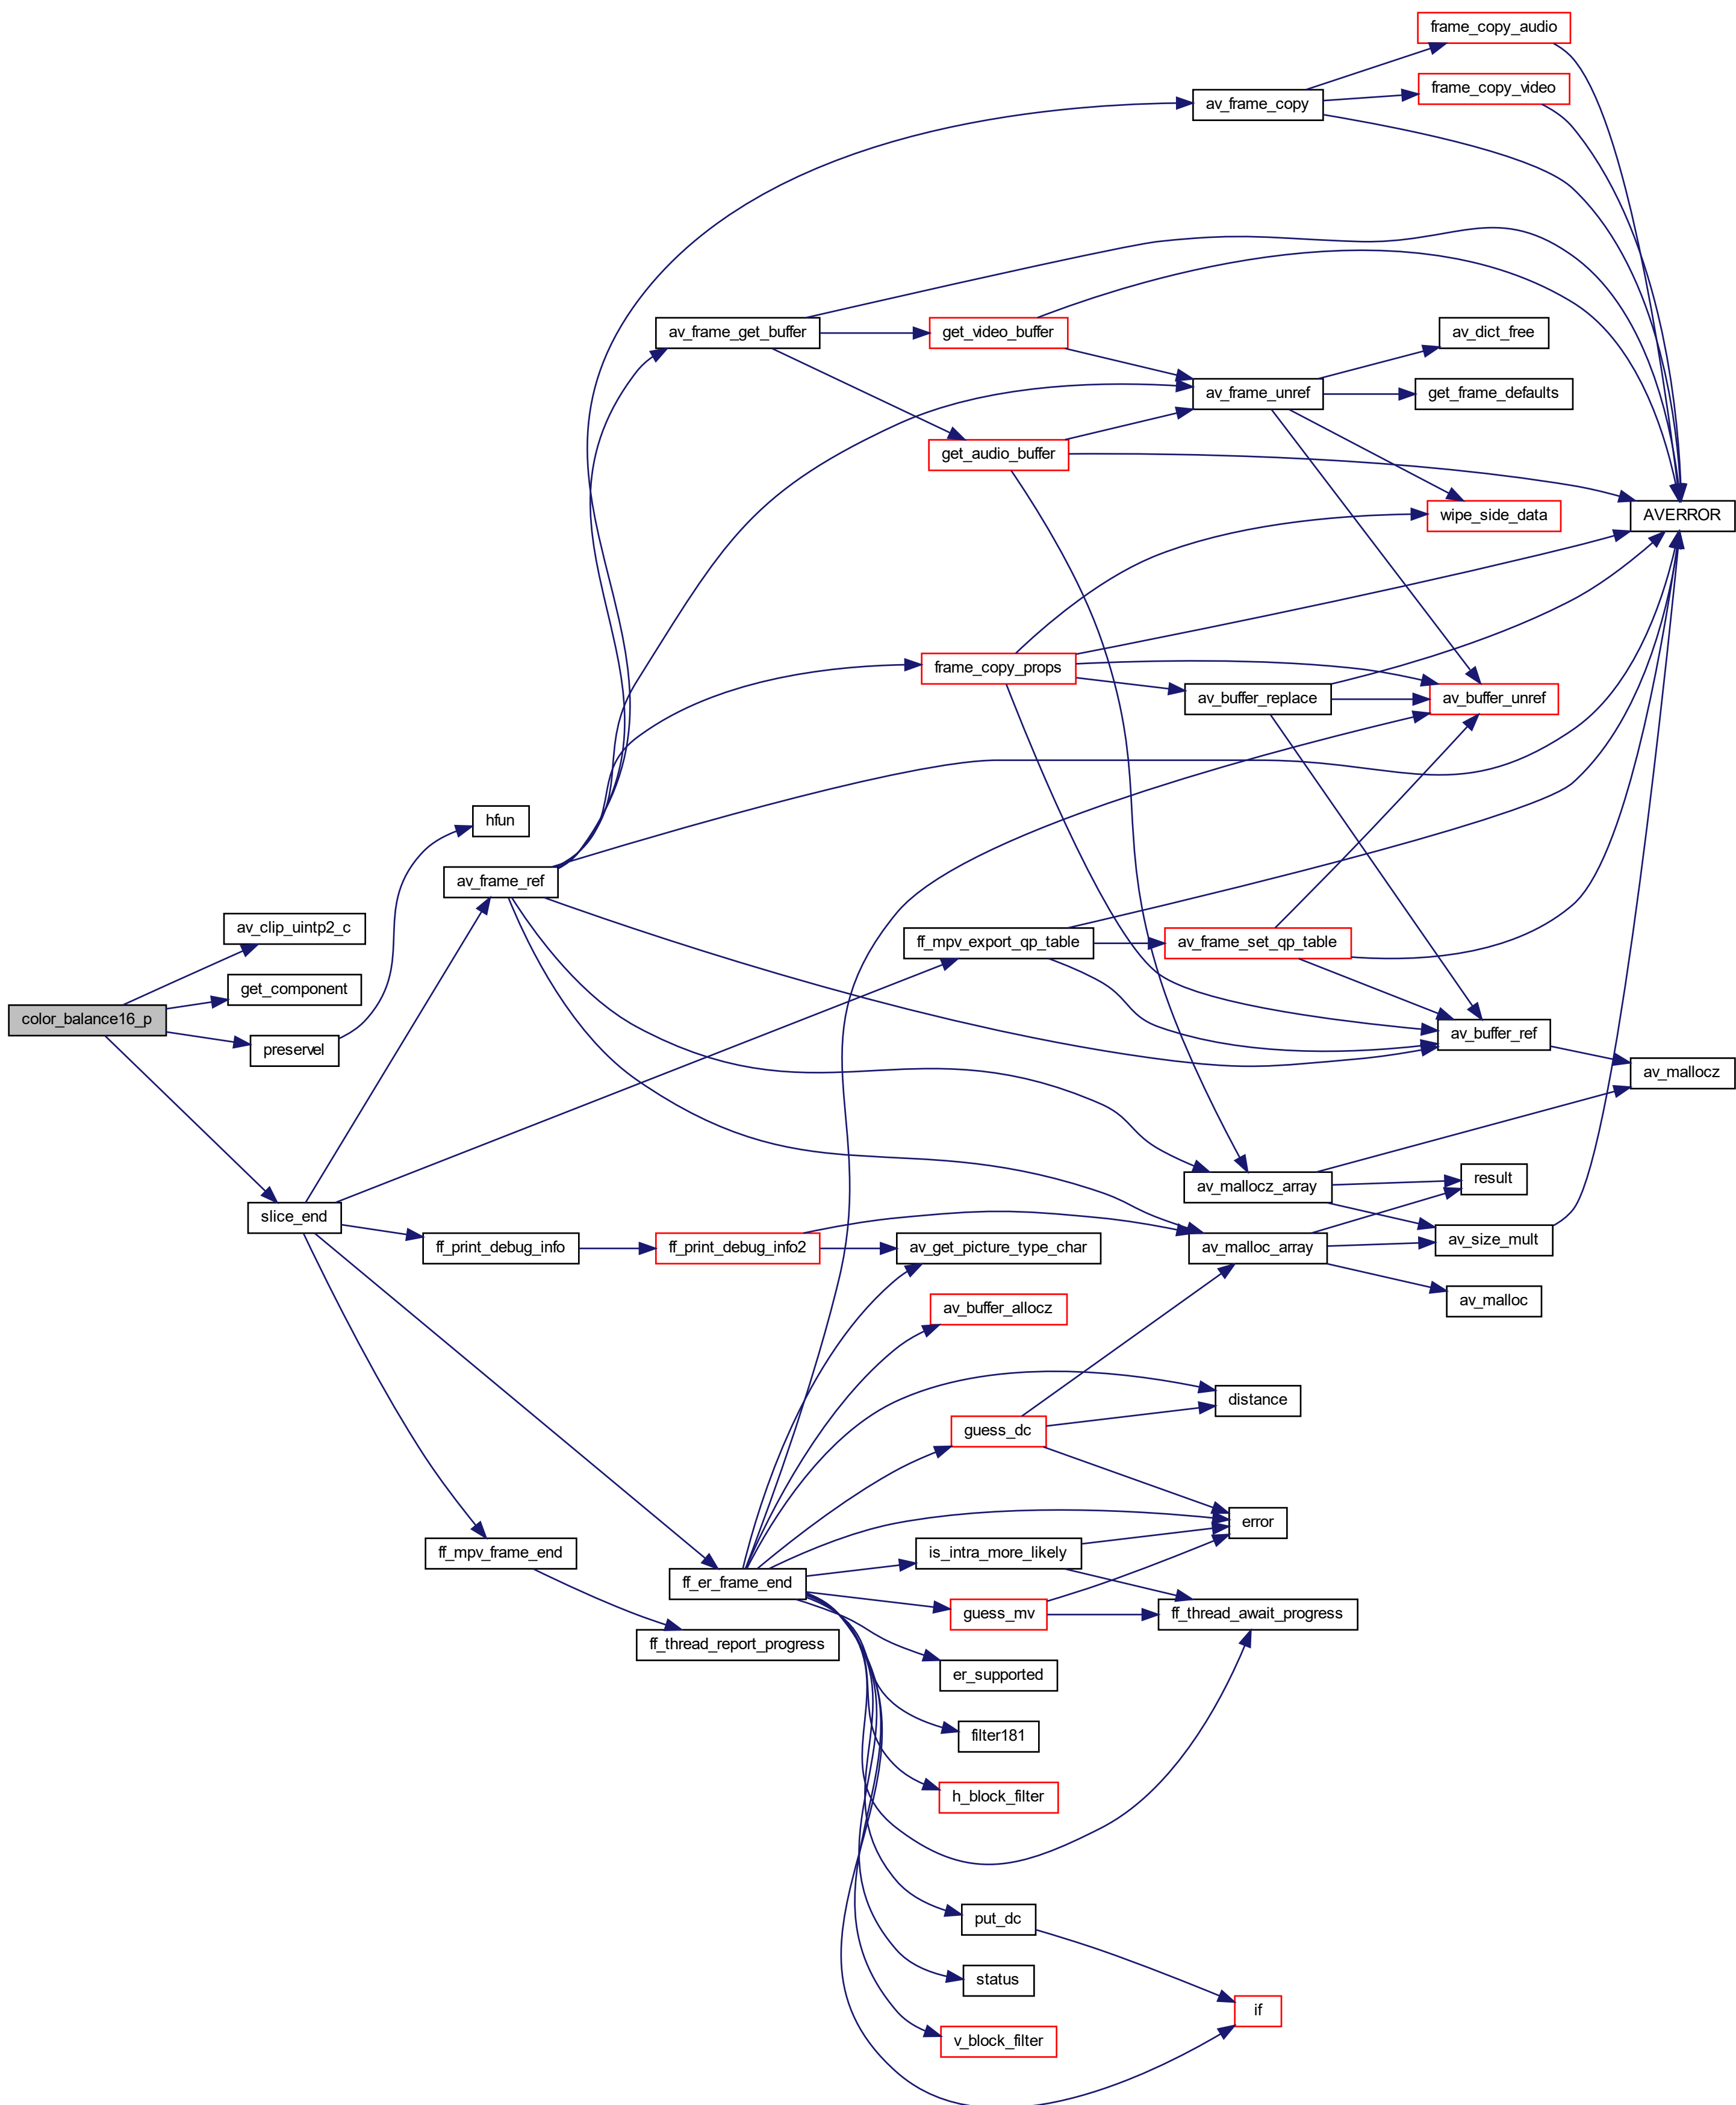 frame_copy_audio
frame_copy_video
av_frame_copy
av_frame_get_buffer
get_video_buffer
av_dict_free
av_frame_unref
get_frame_defaults
get_audio_buffer
wipe_side_data
AVERROR
frame_copy_props
av_buffer_replace
av_buffer_unref
hfun
av_frame_ref
av_clip_uintp2_c
ff_mpv_export_qp_table
av_frame_set_qp_table
get_component
color_balance16_p
preservel
av_buffer_ref
av_mallocz
av_mallocz_array
result
slice_end
ff_print_debug_info
ff_print_debug_info2
av_get_picture_type_char
av_malloc_array
av_size_mult
av_buffer_allocz
av_malloc
distance
guess_dc
error
ff_mpv_frame_end
is_intra_more_likely
ff_er_frame_end
guess_mv
ff_thread_await_progress
ff_thread_report_progress
er_supported
filter181
h_block_filter
put_dc
status
if
v_block_filter